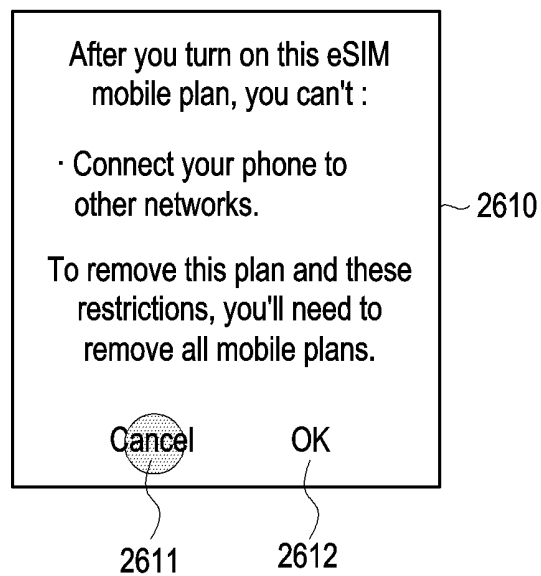 After you turn on this eSIM
mobile plan, you can't :
· Connect your phone to
other networks.
2610
To remove this plan and these
restrictions, you'll need to
remove all mobile plans.
Cancel OK
2611 2612